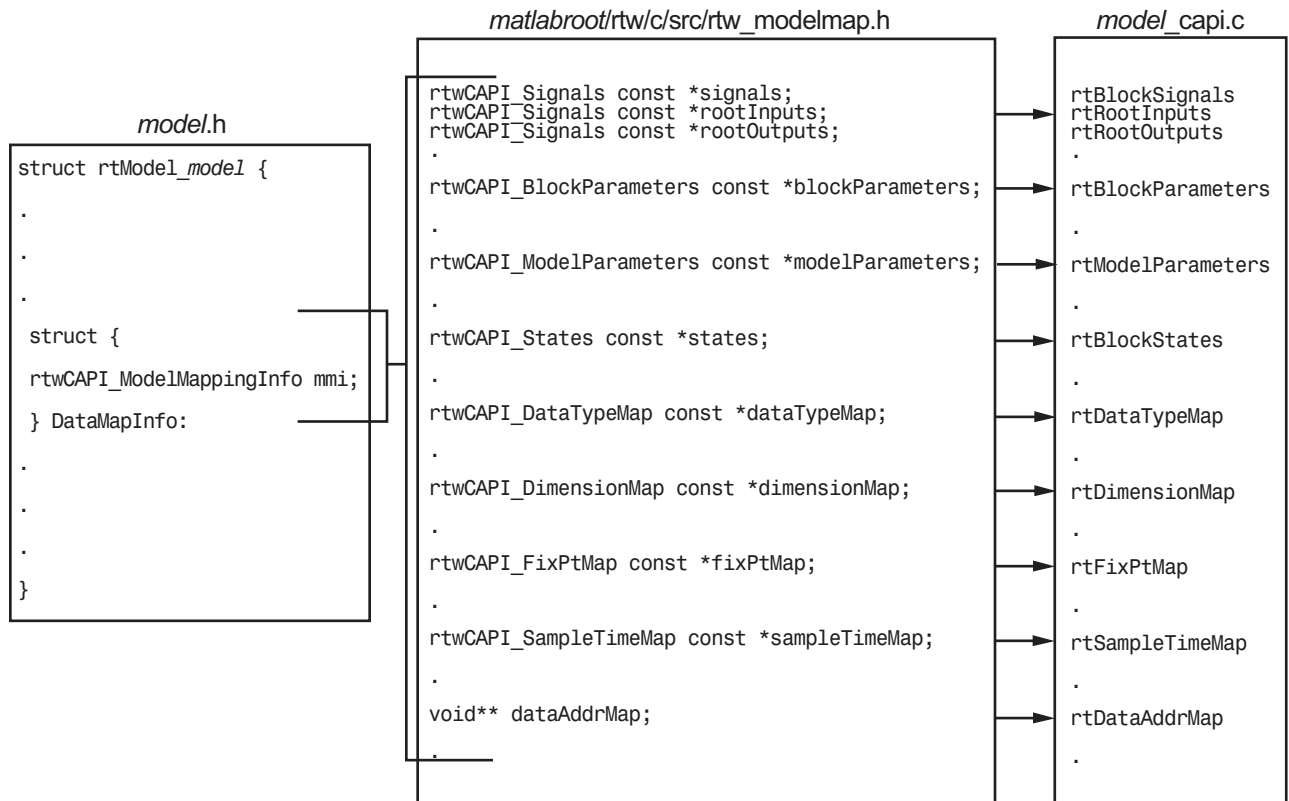 model.h
struct rtModel_model {
.
.
.
struct {
rtwCAPI_ModelMappingInfo mmi;
} DataMapInfo:
.
.
.
}
matlabroot/rtw/c/src/rtw_modelmap.h
rtwCAPI_Signals const *signals;
rtwCAPI_Signals const *rootInputs;
rtwCAPI_Signals const *rootOutputs;
.
rtwCAPI_BlockParameters const *blockParameters;
.
rtwCAPI_ModelParameters const *modelParameters;
.
rtwCAPI_States const *states;
.
rtwCAPI_DataTypeMap const *dataTypeMap;
.
rtwCAPI_DimensionMap const *dimensionMap;
.
rtwCAPI_FixPtMap const *fixPtMap;
.
rtwCAPI_SampleTimeMap const *sampleTimeMap;
.
void** dataAddrMap;
.
model_capi.c
rtBlockSignals
rtRootInputs
rtRootOutputs
.
rtBlockParameters
.
rtModelParameters
.
rtBlockStates
.
rtDataTypeMap
.
rtDimensionMap
.
rtFixPtMap
.
rtSampleTimeMap
.
rtDataAddrMap
.